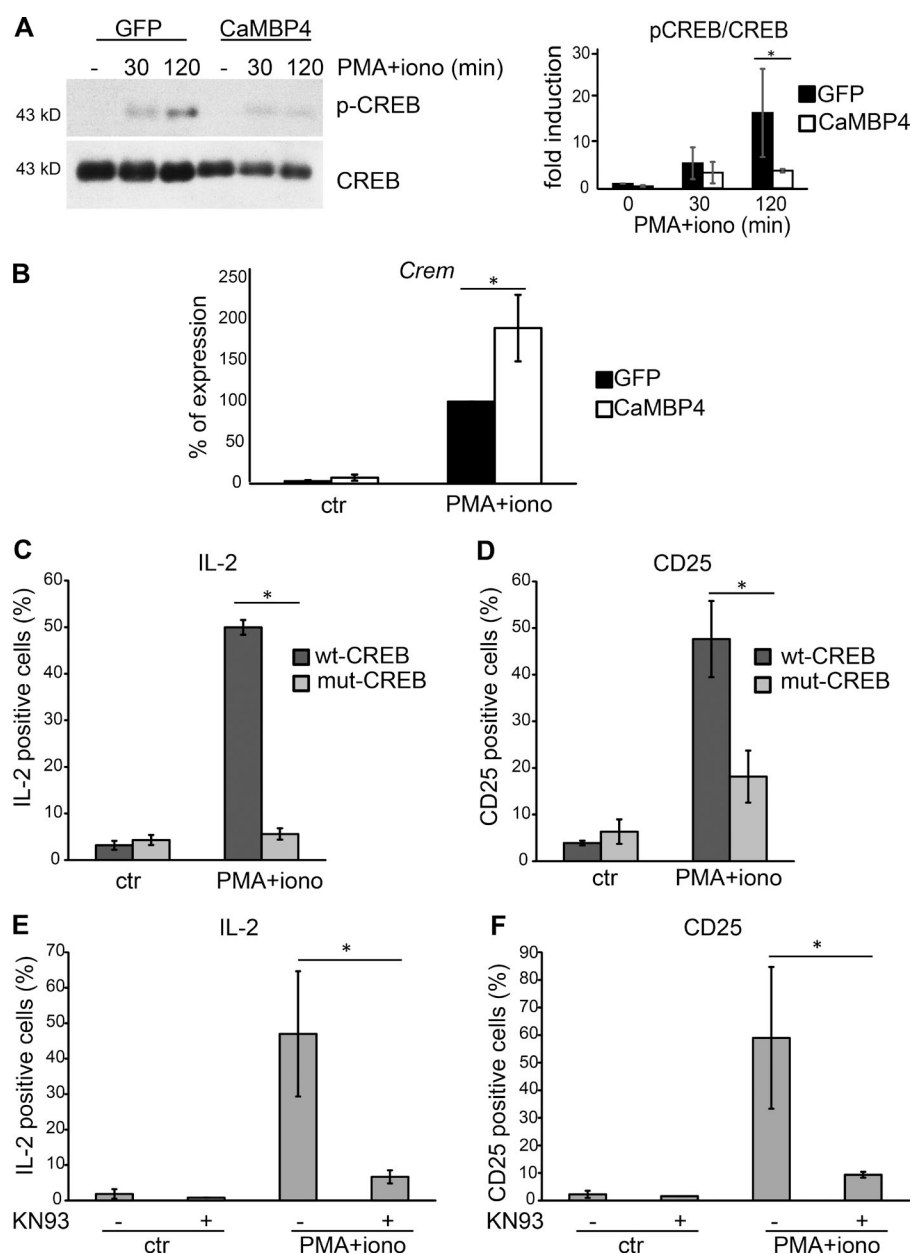 A
GFP CaMBP4
- 30 120 - 30 120 PMA+iono (min)
43 kD p-CREB
43 kD CREB
pCREB/CREB
fold induction
30
20
10
0
*
GFP
CaMBP4
0 30 120
PMA+iono (min)
B
Crem
% of expression
250
200
150
100
50
0
*
GFP
CaMBP4
ctr PMA+iono
C
IL-2
IL-2 positive cells (%)
60
50
40
30
20
10
0
*
wt-CREB
mut-CREB
ctr PMA+iono
D
CD25
CD25 positive cells (%)
60
50
40
30
20
10
0
*
wt-CREB
mut-CREB
ctr PMA+iono
E
IL-2
IL-2 positive cells (%)
70
60
50
40
30
20
10
0
*
KN93 - + - +
ctr PMA+iono
F
CD25
CD25 positive cells (%)
90
80
70
60
50
40
30
20
10
0
*
KN93 - + - +
ctr PMA+iono